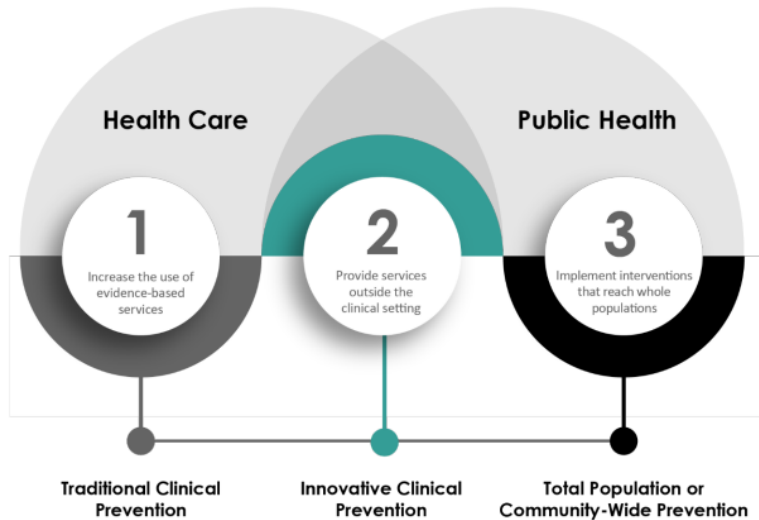 Health Care
Public Health
1
Increase the use of
evidence-based
services
2
Provide services
outside the
clinical setting
3
Implement interventions
that reach whole
populations
Traditional Clinical
Prevention
Innovative Clinical
Prevention
Total Population or
Community-Wide Prevention